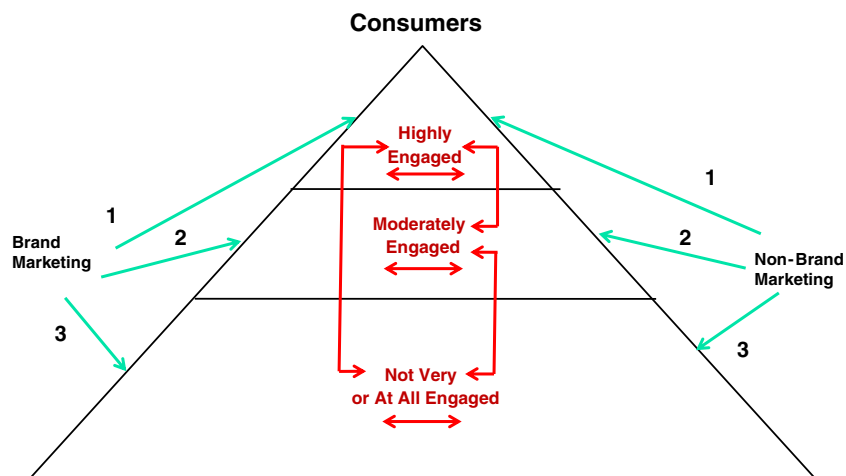 Consumers
Highly
Engaged
1
1
Moderately
Engaged
2
2
Brand
Marketing
Non-Brand
Marketing
3
3
Not Very
or At All Engaged